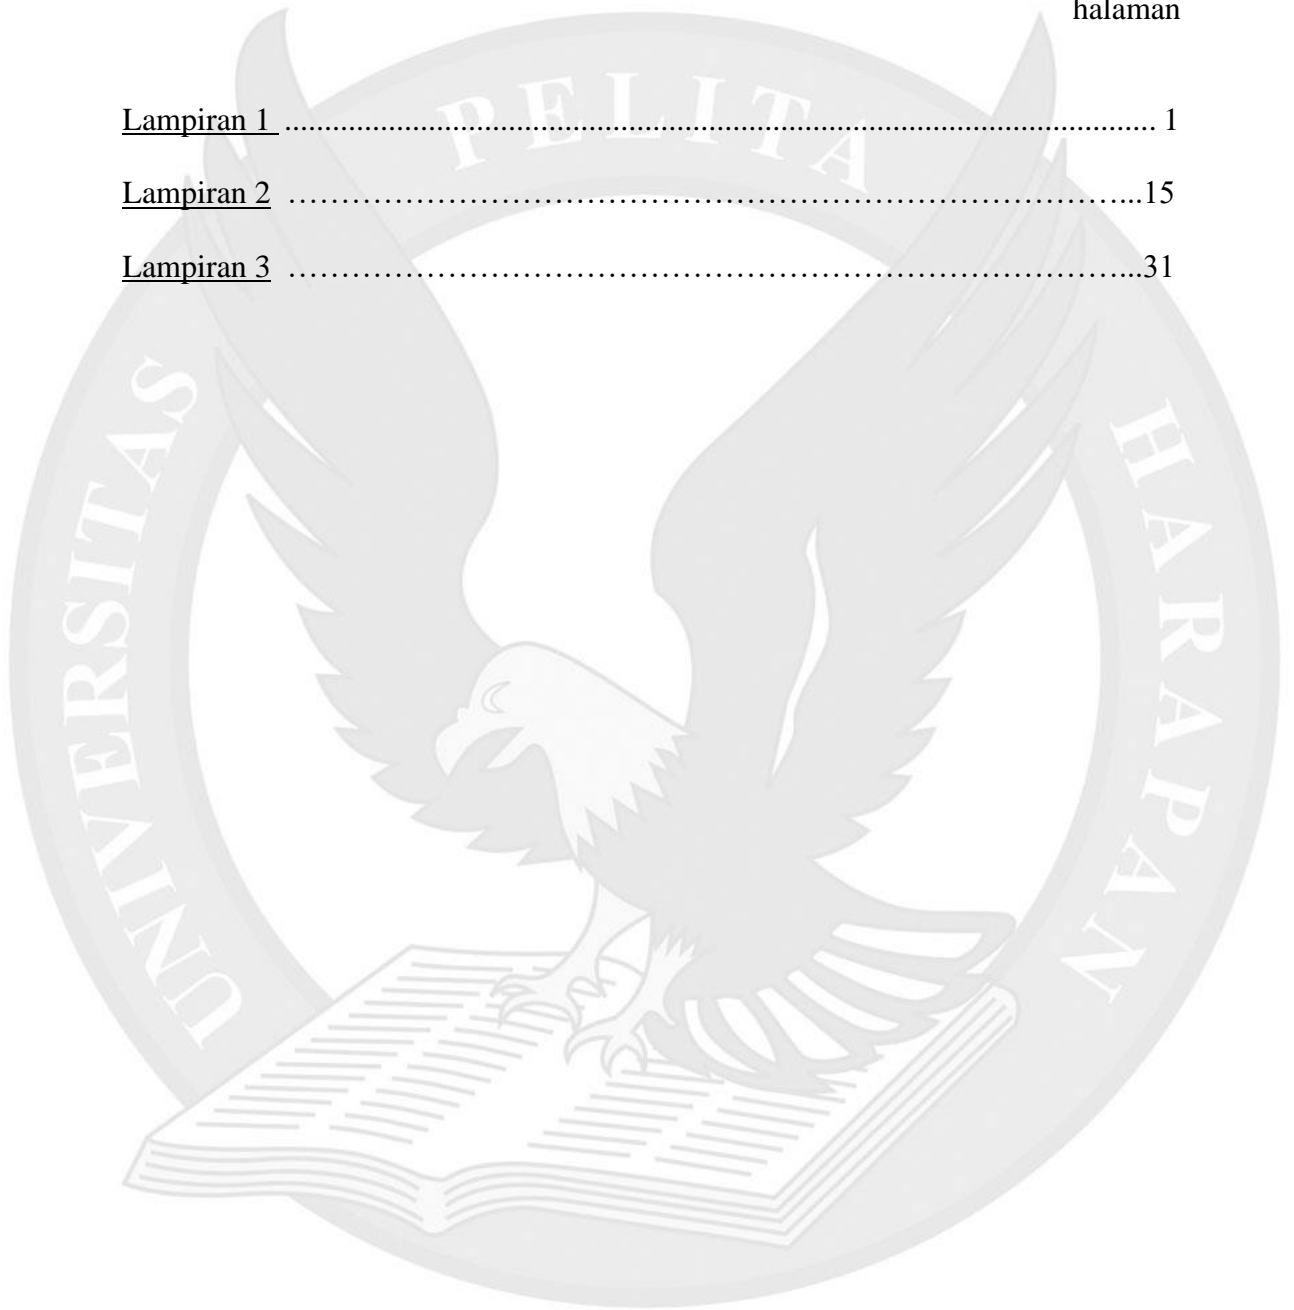 halaman
Lampiran 1 ............................................................................................................... 1
Lampiran 2 ……………………………………………………………………...15
Lampiran 3 ……………………………………………………………………...31
UNIVERSITAS PELITA HARAPAN